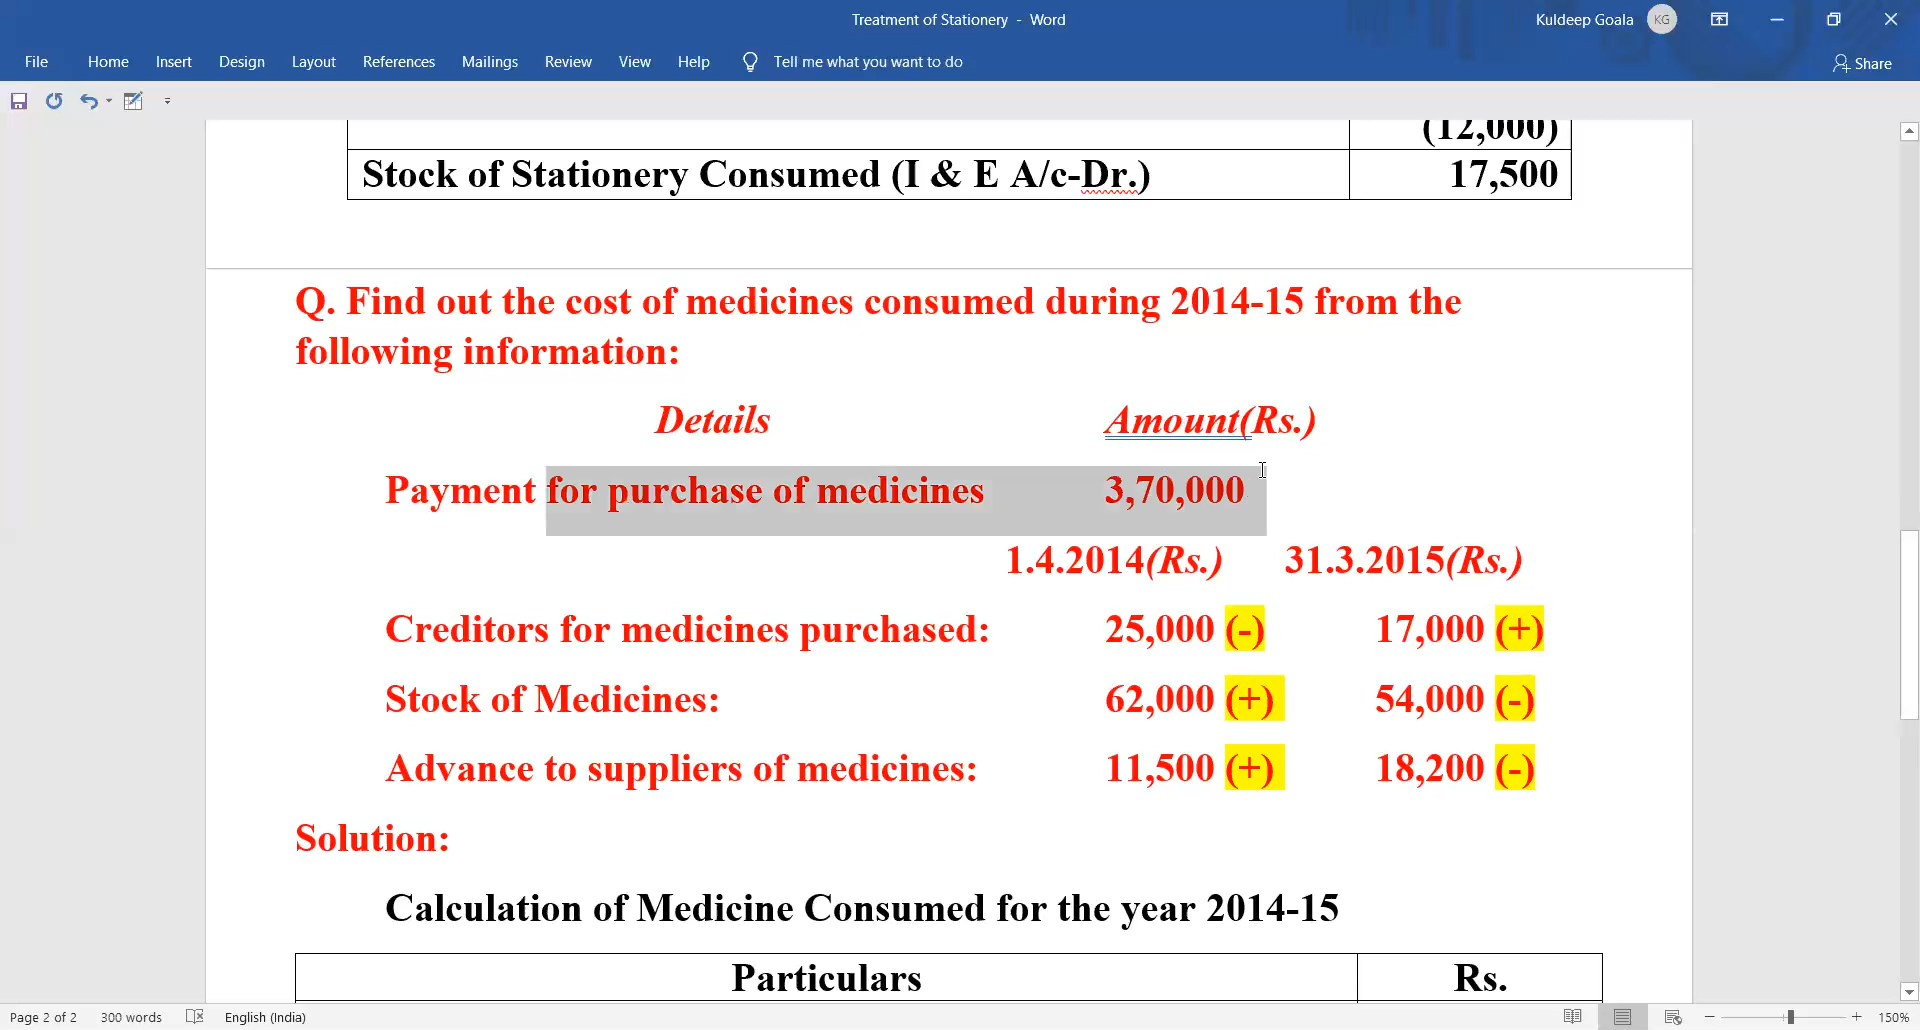 Treatment of Stationery - Word
Kuldeep Goala KG
File Home Insert Design Layout References Mailings Review View Help Tell me what you want to do Share
(12,000)
Stock of Stationery Consumed (I & E A/c-Dr.) 17,500
Q. Find out the cost of medicines consumed during 2014-15 from the
following information:
Details Amount(Rs.)
Payment for purchase of medicines 3,70,000
1.4.2014(Rs.) 31.3.2015(Rs.)
Creditors for medicines purchased: 25,000 (-) 17,000 (+)
Stock of Medicines: 62,000 (+) 54,000 (-)
Advance to suppliers of medicines: 11,500 (+) 18,200 (-)
Solution:
Calculation of Medicine Consumed for the year 2014-15
Particulars Rs.
Page 2 of 2 300 words English (India) 150%